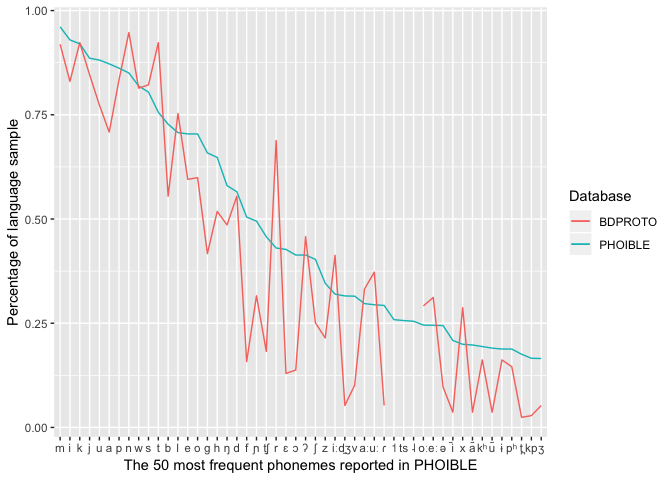 1.00
0.75
0.50
0.25
0.00
Percentage of language sample
m i k j u a p n w s t b l e o g h ŋ d f ɲ tʃ r ɛ ɔ ʔ ʃ z iː dʒ v aː uː ɾ ts oː eː ə ĩ x ã kʰ ũ ɨ pʰ kp ʒ
The 50 most frequent phonemes reported in PHOIBLE
Database
BDPROTO
PHOIBLE